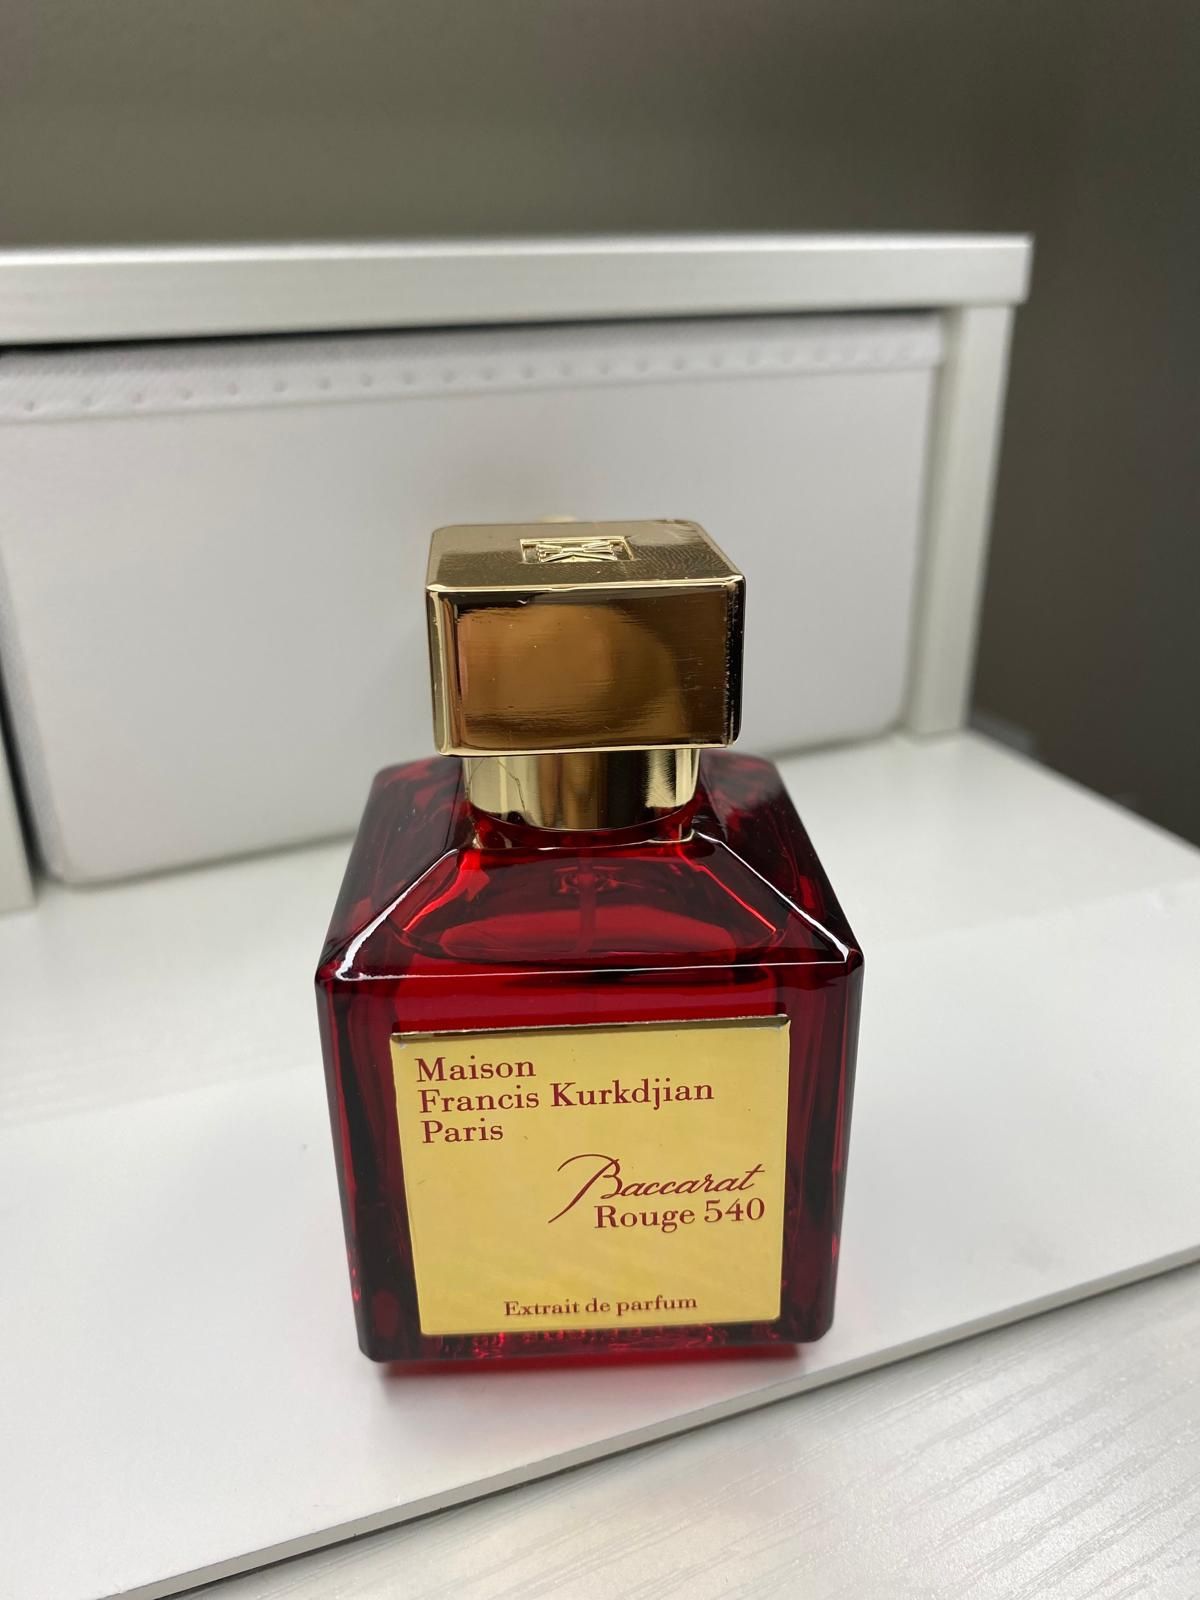 Maison
Francis Kurkdjian
Paris
Baccarat
Rouge 540
Extrait de parfum